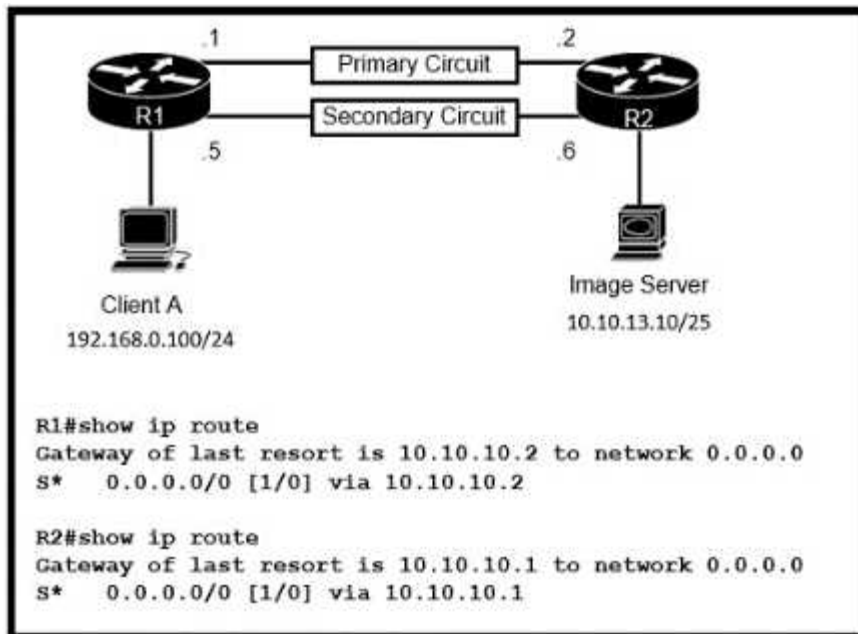 .1
.2
Primary Circuit
R1
Secondary Circuit
R2
.5
.6
Client A
192.168.0.100/24
Image Server
10.10.13.10/25
R1#show ip route
Gateway of last resort is 10.10.10.2 to network 0.0.0.0
S*   0.0.0.0/0 [1/0] via 10.10.10.2
R2#show ip route
Gateway of last resort is 10.10.10.1 to network 0.0.0.0
S*   0.0.0.0/0 [1/0] via 10.10.10.1